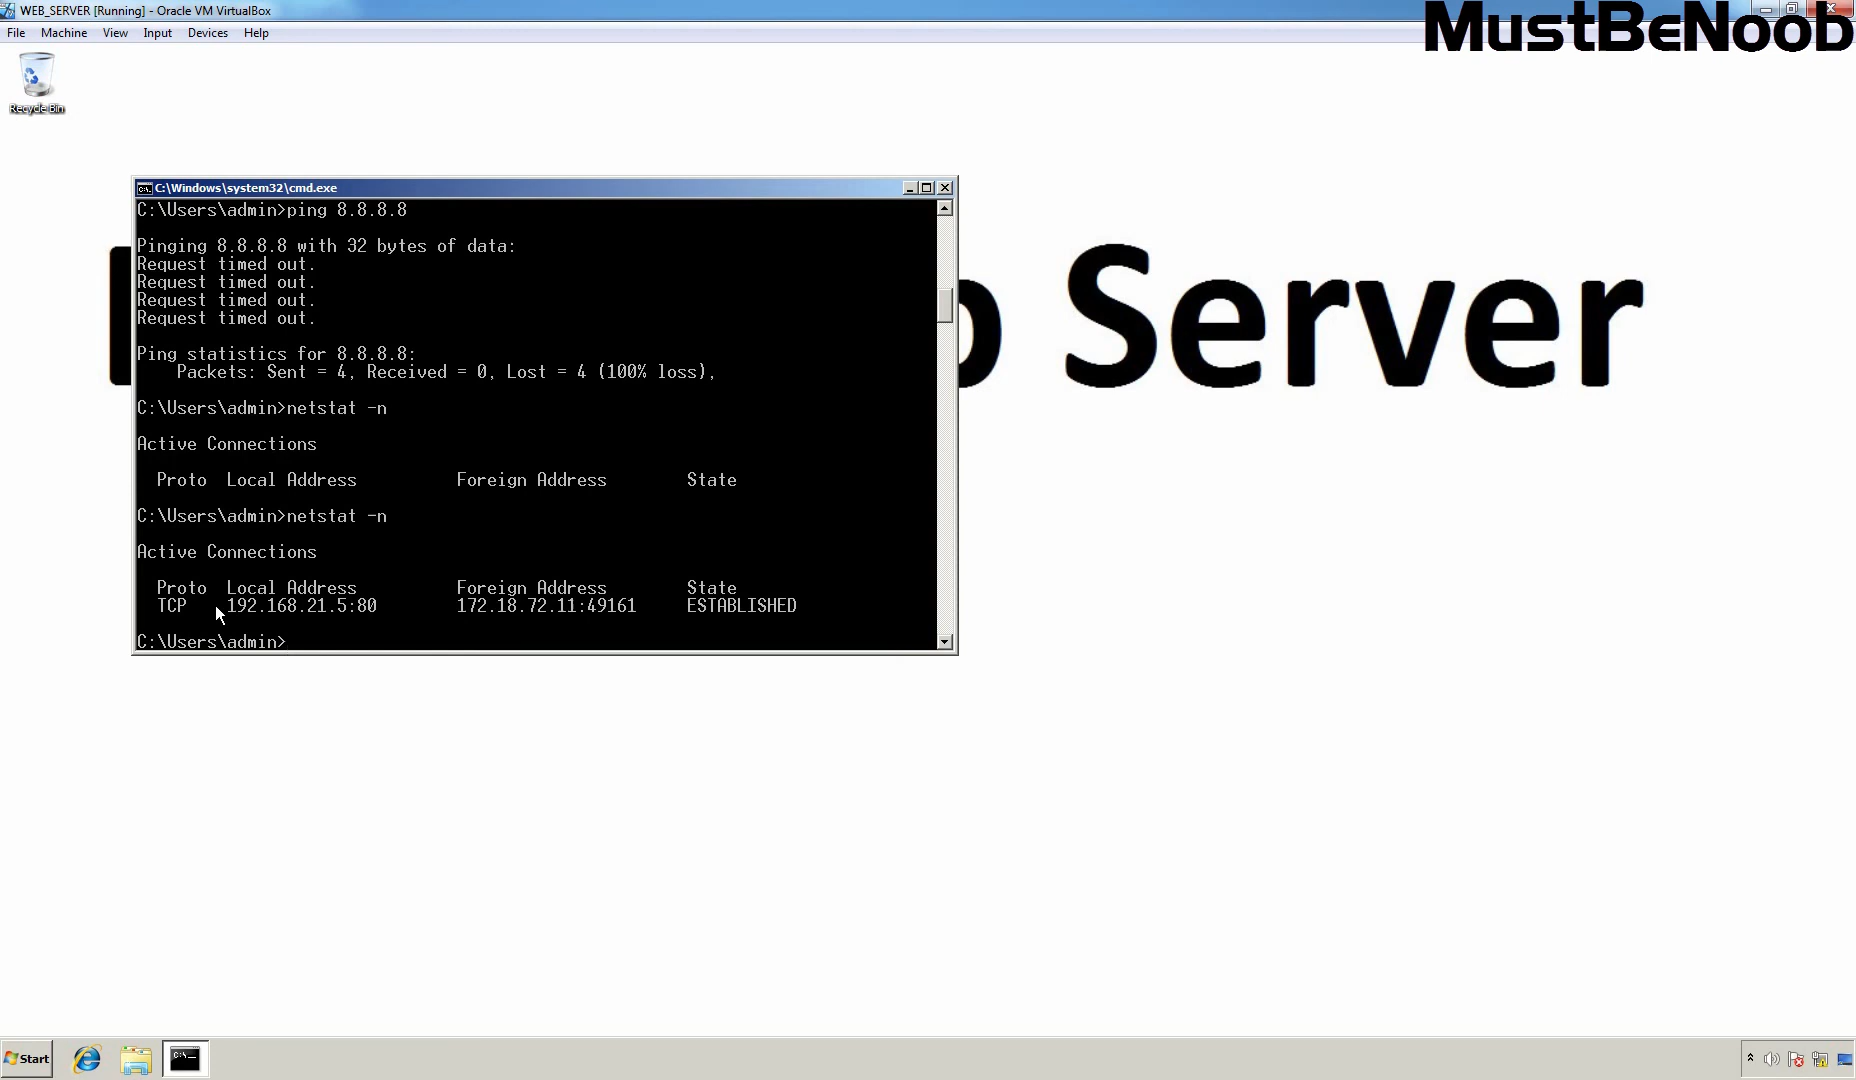 WEB_SERVER [Running] - Oracle VM VirtualBox
File Machine View Input Devices Help
MustBeNoob
Recycle Bin
C:\Windows\system32\cmd.exe
C:\Users\admin>ping 8.8.8.8
Pinging 8.8.8.8 with 32 bytes of data:
Request timed out.
Request timed out.
Request timed out.
Request timed out.
Ping statistics for 8.8.8.8:
Packets: Sent = 4, Received = 0, Lost = 4 (100% loss),
C:\Users\admin>netstat -n
Active Connections
Proto Local Address Foreign Address State
C:\Users\admin>netstat -n
Active Connections
Proto Local Address Foreign Address State
TCP 192.168.21.5:80 172.18.72.11:49161 ESTABLISHED
C:\Users\admin>
Server
Start